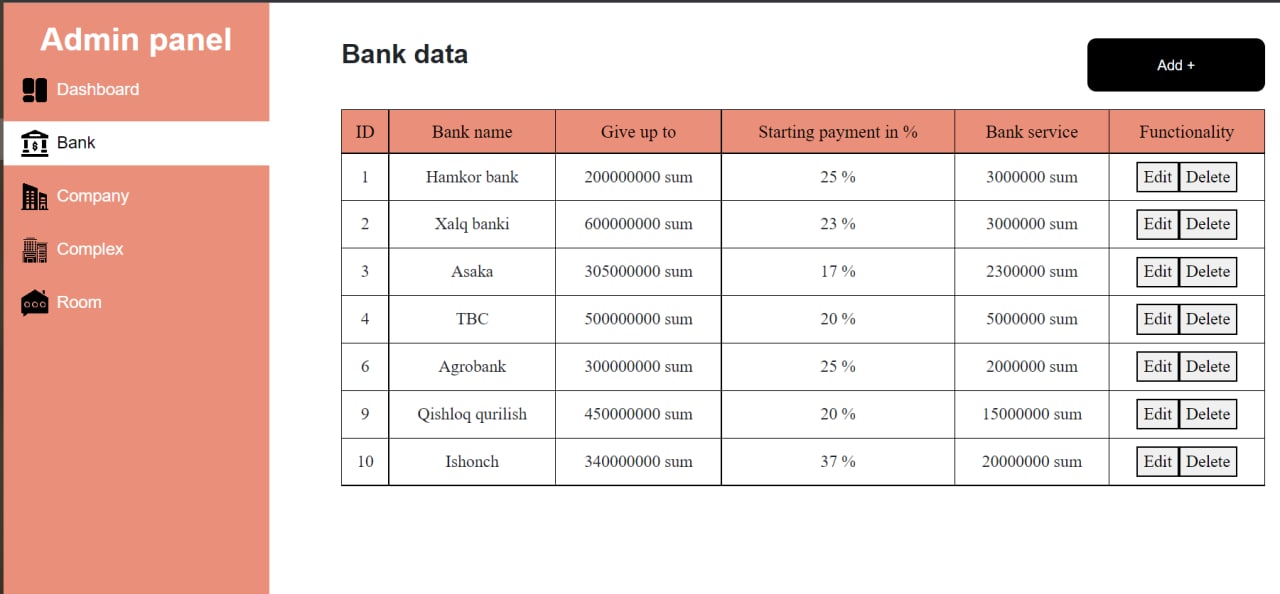 Admin panel
Dashboard
Bank
Company
Complex
Room
Bank data
Add +
ID Bank name Give up to Starting payment in % Bank service Functionality
1 Hamkor bank 200000000 sum 25 % 3000000 sum Edit Delete
2 Xalq banki 600000000 sum 23 % 3000000 sum Edit Delete
3 Asaka 305000000 sum 17 % 2300000 sum Edit Delete
4 TBC 500000000 sum 20 % 5000000 sum Edit Delete
6 Agrobank 300000000 sum 25 % 2000000 sum Edit Delete
9 Qishloq qurilish 450000000 sum 20 % 15000000 sum Edit Delete
10 Ishonch 340000000 sum 37 % 20000000 sum Edit Delete